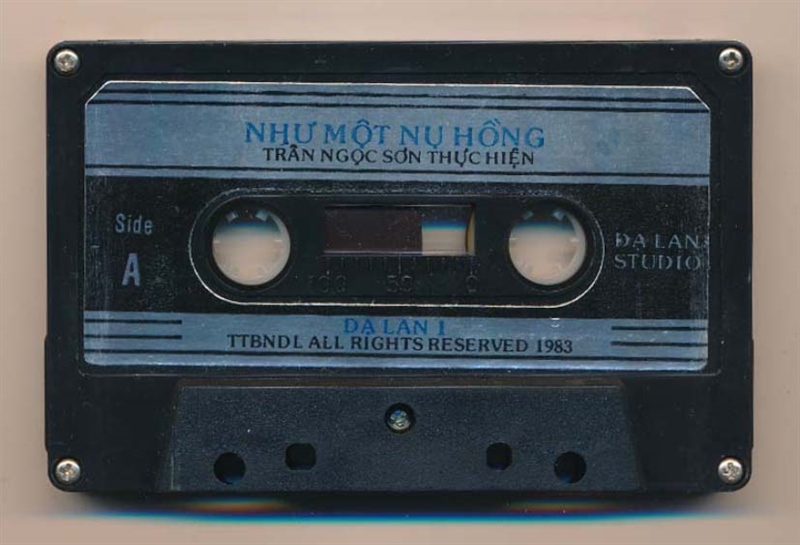 NHƯ MỘT NỤ HỒNG
TRẦN NGỌC SƠN THỰC HIỆN
Side
A
DẠ LAN
STUDIO
100 50 0
DẠ LAN 1
TTBNDL ALL RIGHTS RESERVED 1983